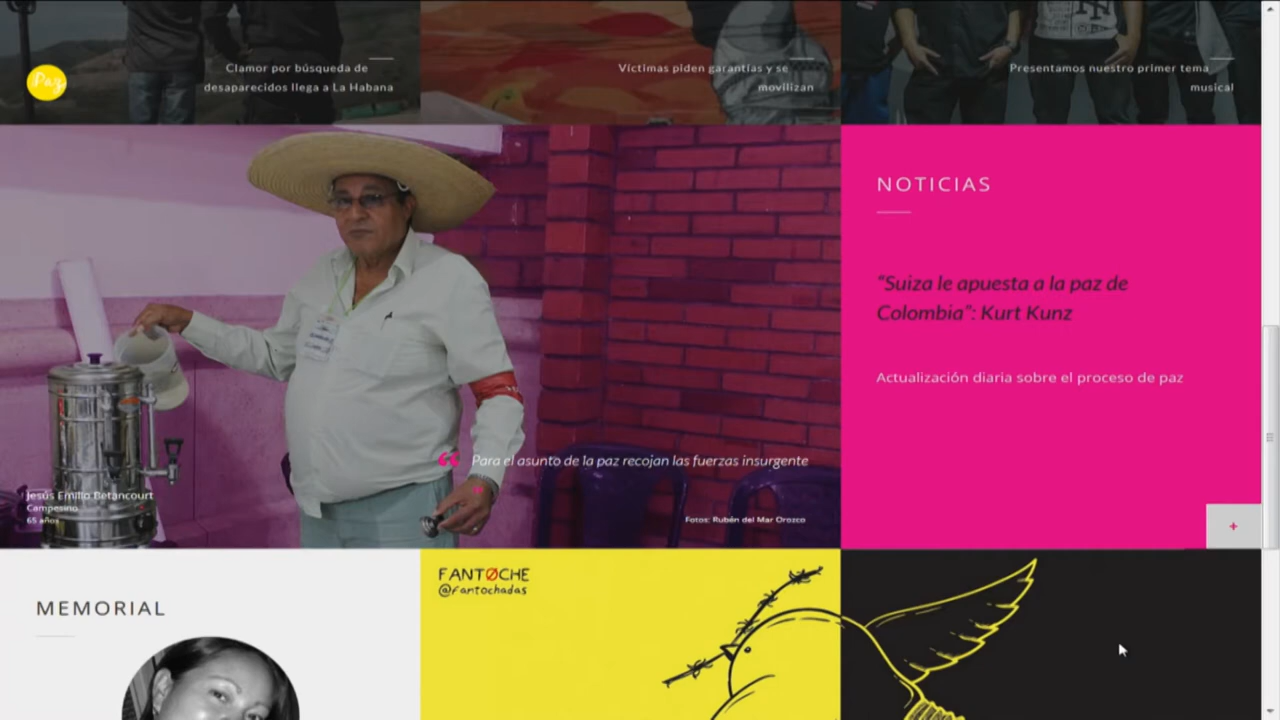 Paz
Clamor por búsqueda de
desaparecidos llega a La Habana
Víctimas piden garantías y se
movilizan
Presentamos nuestro primer tema
musical
NOTICIAS
“Suiza le apuesta a la paz de
Colombia”: Kurt Kunz
Actualización diaria sobre el proceso de paz
“ Para el asunto de la paz recojan las fuerzas insurgente
Jesús Emilio Betancourt
Campesino
65 años
Fotos: Rubén del Mar Orozco
+
MEMORIAL
FANTOCHE
@Fantochadas